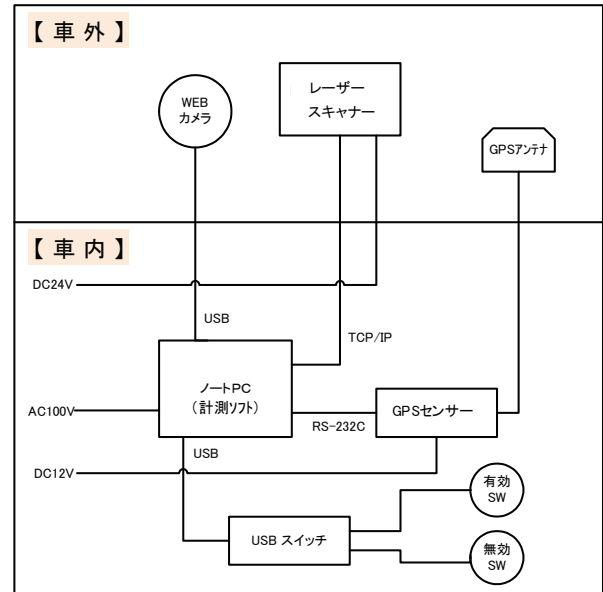 【 車 外 】
WEB
カメラ
レーザー
スキャナー
GPSアンテナ
【 車 内 】
DC24V
USB
TCP/IP
ノートPC
(計測ソフト)
AC100V
RS-232C
GPSセンサー
USB
DC12V
有効
SW
USB スイッチ
無効
SW